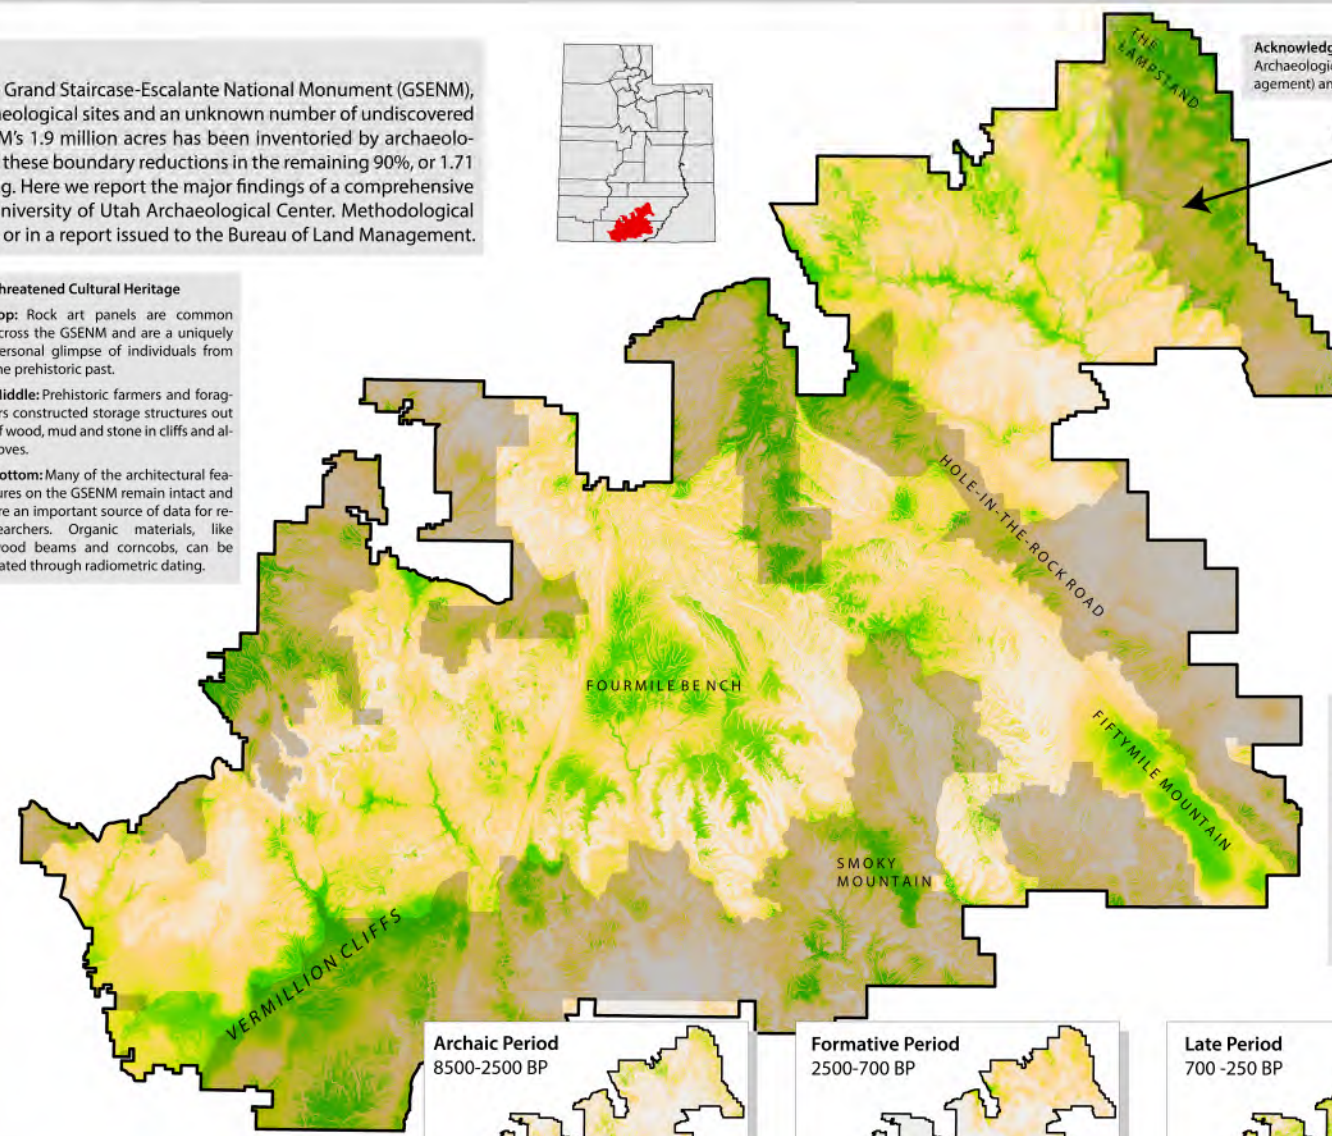 Grand Staircase-Escalante National Monument (GSENM),
eological sites and an unknown number of undiscovered
M's 1.9 million acres has been inventoried by archaeolo-
these boundary reductions in the remaining 90%, or 1.71
g. Here we report the major findings of a comprehensive
niversity of Utah Archaeological Center. Methodological
or in a report issued to the Bureau of Land Management.
hreatened Cultural Heritage
op: Rock art panels are common
cross the GSENM and are a uniquely
ersonal glimpse of individuals from
he prehistoric past.
iddle: Prehistoric farmers and forag-
rs constructed storage structures out
f wood, mud and stone in cliffs and al-
oves.
ottom: Many of the architectural fea-
ures on the GSENM remain intact and
re an important source of data for re-
earchers. Organic materials, like
ood beams and corncobs, can be
ated through radiometric dating.
Acknowledg
Archaeologic
agement) an
THE
LAMPSTAND
HOLE-IN-THE-ROCK ROAD
FOURMILE BENCH
FIFTYMILE MOUNTAIN
SMOKY
MOUNTAIN
VERMILLION CLIFFS
Archaic Period
8500-2500 BP
Formative Period
2500-700 BP
Late Period
700 -250 BP